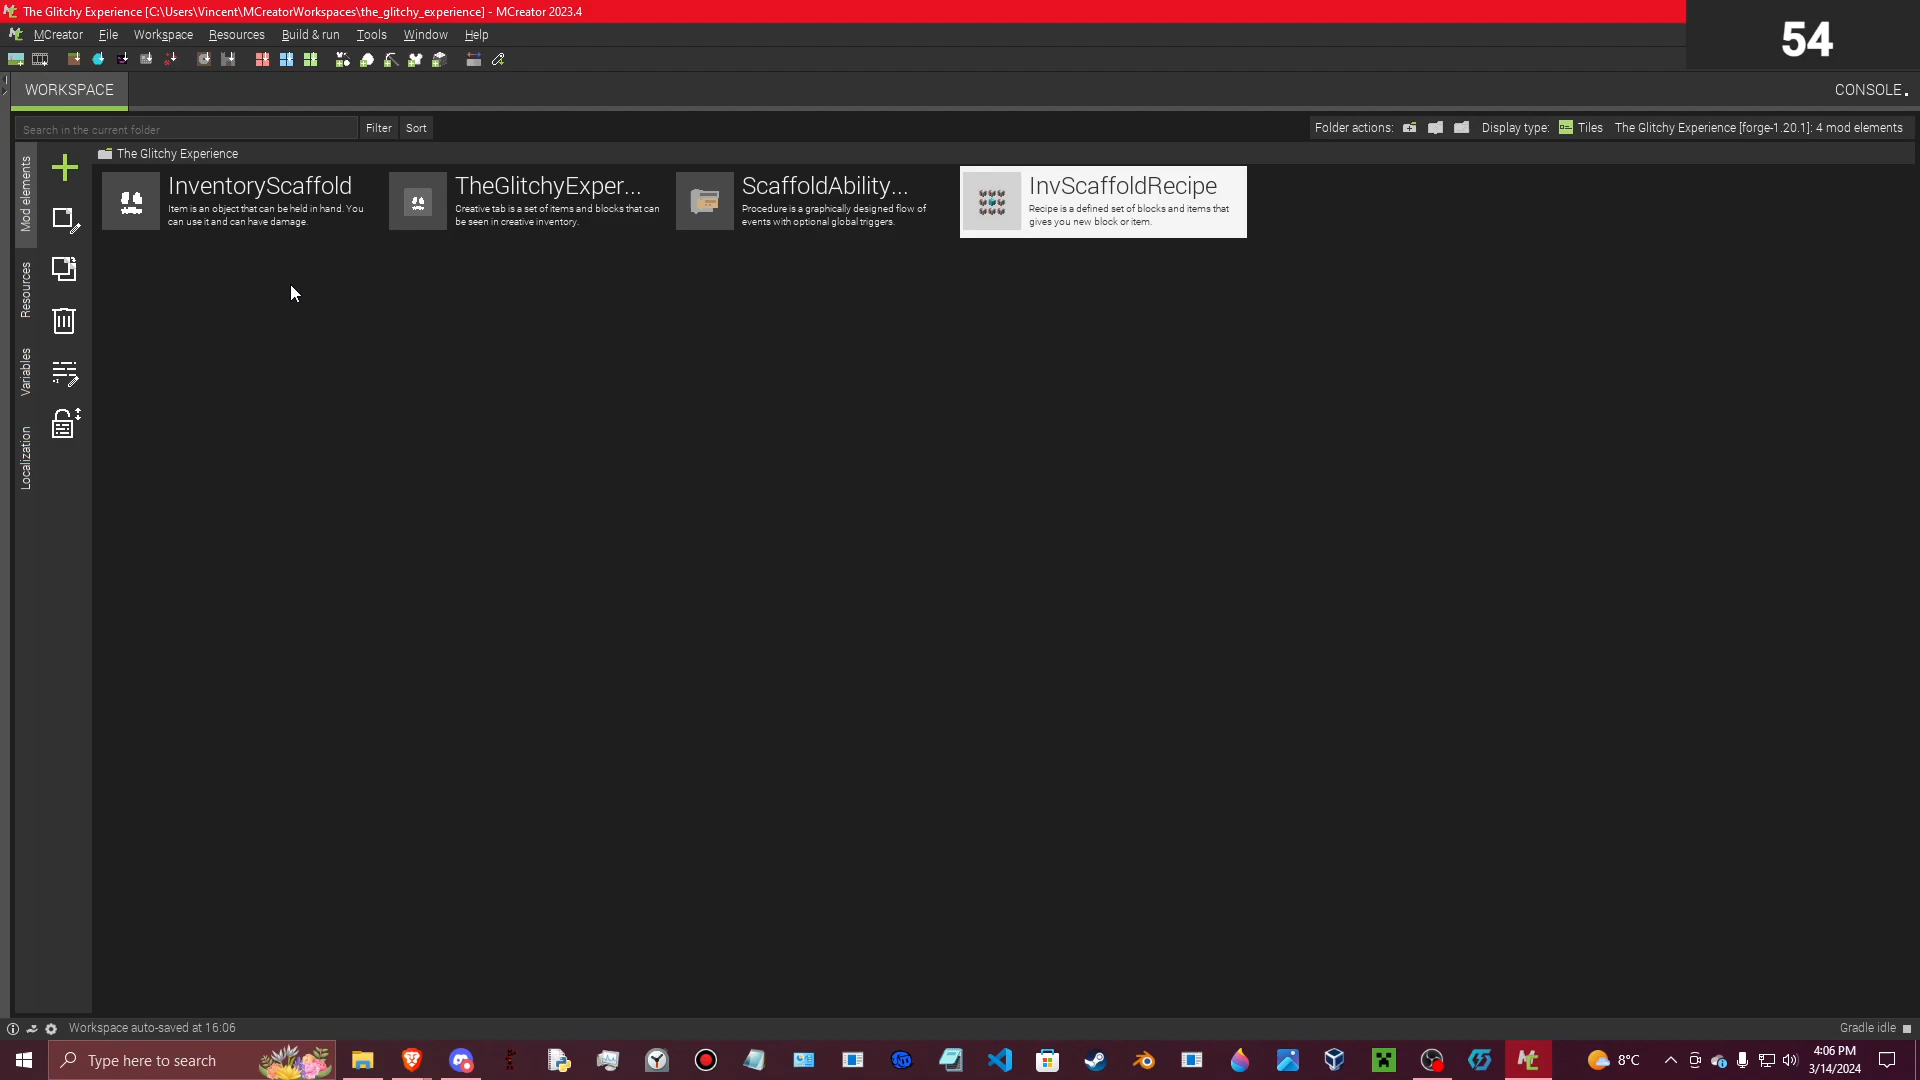 The Glitchy Experience [C:\Users\Vincent\MCreatorWorkspaces\the_glitchy_experience] - MCreator 2023.4
54
MCreator File Workspace Resources Build & run Tools Window Help
WORKSPACE
CONSOLE
Search in the current folder
Filter
Sort
Folder actions:
Display type:
Tiles
The Glitchy Experience [forge-1.20.1]: 4 mod elements
The Glitchy Experience
Mod elements
Resources
Variables
Localization
InventoryScaffold
Item is an object that can be held in hand. You
can use it and can have damage.
TheGlitchyExper...
Creative tab is a set of items and blocks that can
be seen in creative inventory.
ScaffoldAbility...
Procedure is a graphically designed flow of
events with optional global triggers.
InvScaffoldRecipe
Recipe is a defined set of blocks and items that
gives you new block or item.
Workspace auto-saved at 16:06
Gradle idle
Type here to search
8°C
4:06 PM
3/14/2024